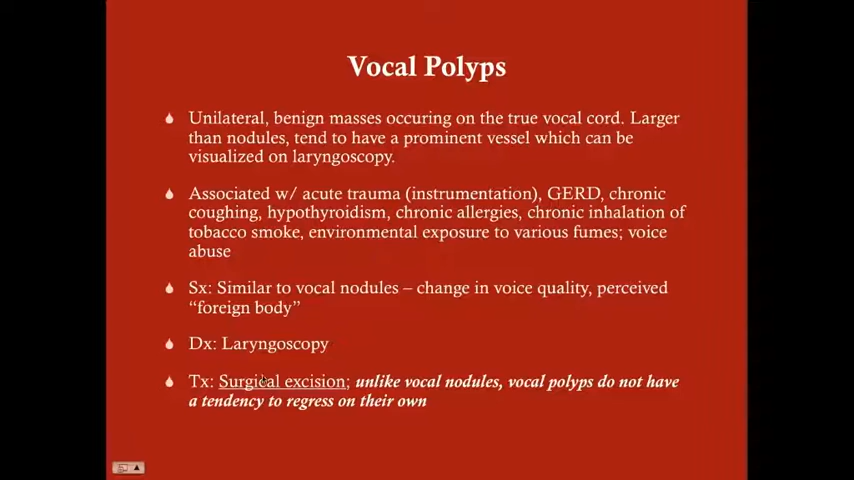 Vocal Polyps
Unilateral, benign masses occuring on the true vocal cord. Larger
than nodules, tend to have a prominent vessel which can be
visualized on laryngoscopy.
Associated w/ acute trauma (instrumentation), GERD, chronic
coughing, hypothyroidism, chronic allergies, chronic inhalation of
tobacco smoke, environmental exposure to various fumes; voice
abuse
Sx: Similar to vocal nodules – change in voice quality, perceived
“foreign body”
Dx: Laryngoscopy
Tx: Surgical excision; unlike vocal nodules, vocal polyps do not have
a tendency to regress on their own